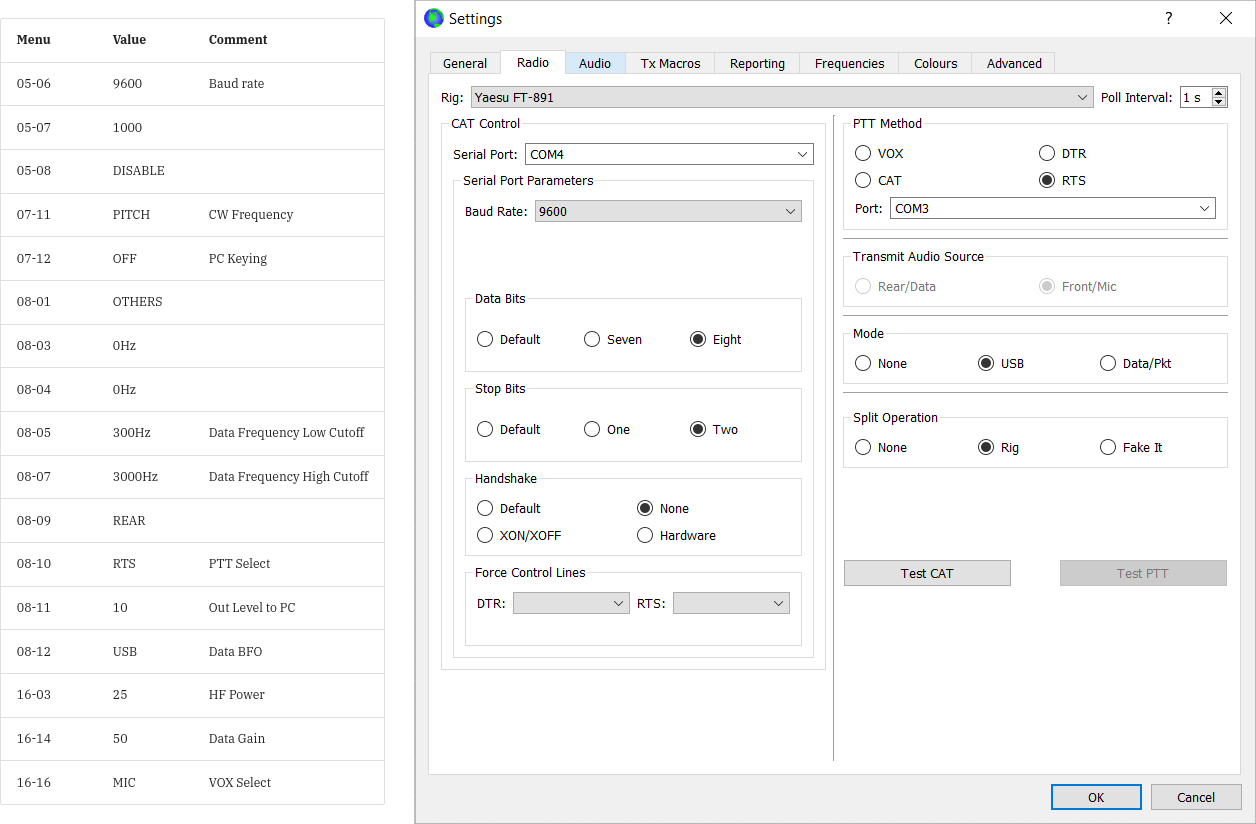 Menu Value Comment
05-06 9600 Baud rate
05-07 1000
05-08 DISABLE
07-11 PITCH CW Frequency
07-12 OFF PC Keying
08-01 OTHERS
08-03 0Hz
08-04 0Hz
08-05 300Hz Data Frequency Low Cutoff
08-07 3000Hz Data Frequency High Cutoff
08-09 REAR
08-10 RTS PTT Select
08-11 10 Out Level to PC
08-12 USB Data BFO
16-03 25 HF Power
16-14 50 Data Gain
16-16 MIC VOX Select
Settings ?
General Radio Audio Tx Macros Reporting Frequencies Colours Advanced
Rig: Yaesu FT-891 Poll Interval: 1 s
CAT Control
Serial Port: COM4
Serial Port Parameters
Baud Rate: 9600
Data Bits
Default Seven Eight
Stop Bits
Default One Two
Handshake
Default None
XON/XOFF Hardware
Force Control Lines
DTR: RTS:
PTT Method
VOX DTR
CAT RTS
Port: COM3
Transmit Audio Source
Rear/Data Front/Mic
Mode
None USB Data/Pkt
Split Operation
None Rig Fake It
Test CAT Test PTT
OK Cancel